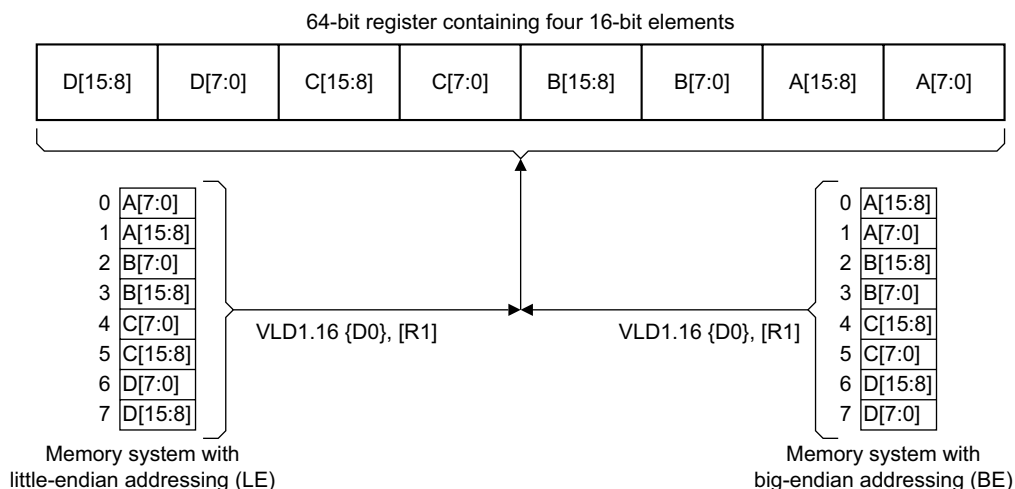 64-bit register containing four 16-bit elements
D[15:8] D[7:0] C[15:8] C[7:0] B[15:8] B[7:0] A[15:8] A[7:0]
0 A[7:0]
1 A[15:8]
2 B[7:0]
3 B[15:8]
4 C[7:0]
5 C[15:8]
6 D[7:0]
7 D[15:8]
VLD1.16 {D0}, [R1]
Memory system with
little-endian addressing (LE)
VLD1.16 {D0}, [R1]
0 A[15:8]
1 A[7:0]
2 B[15:8]
3 B[7:0]
4 C[15:8]
5 C[7:0]
6 D[15:8]
7 D[7:0]
Memory system with
big-endian addressing (BE)